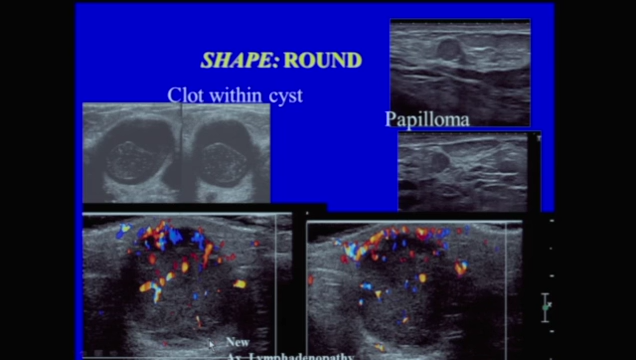 SHAPE: ROUND
Clot within cyst
Papilloma
New
Ax. Lymphadenopathy